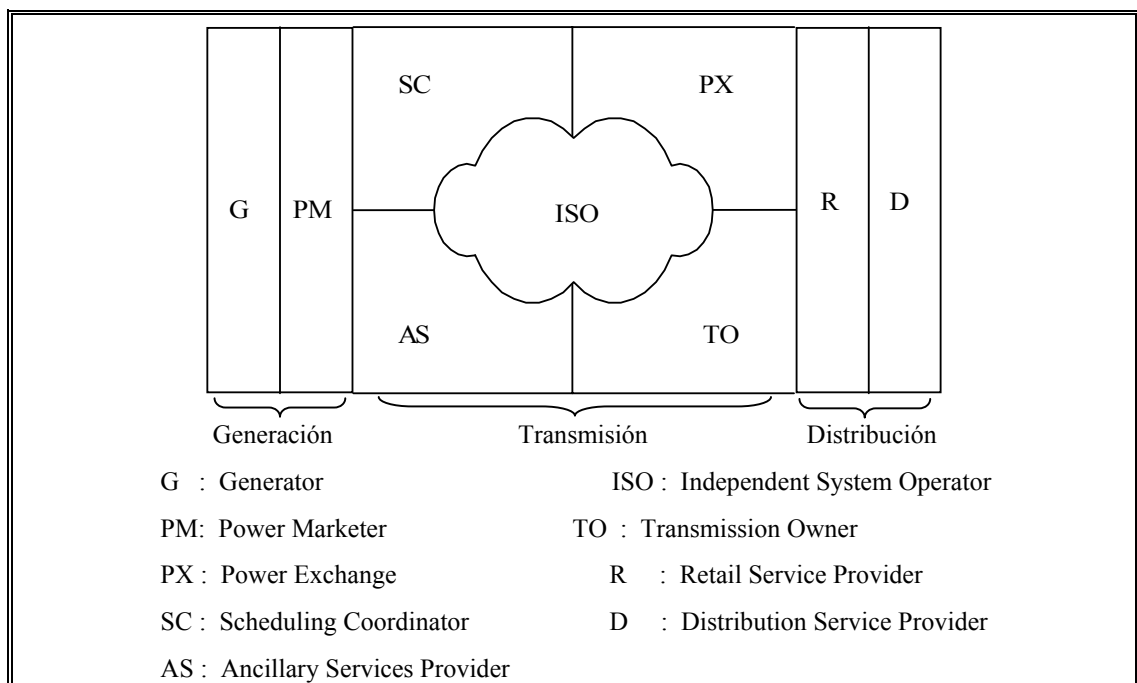 SC PX
G PM ISO R D
AS TO
Generación Transmisión Distribución
G : Generator ISO : Independent System Operator
PM: Power Marketer TO : Transmission Owner
PX : Power Exchange R : Retail Service Provider
SC : Scheduling Coordinator D : Distribution Service Provider
AS : Ancillary Services Provider